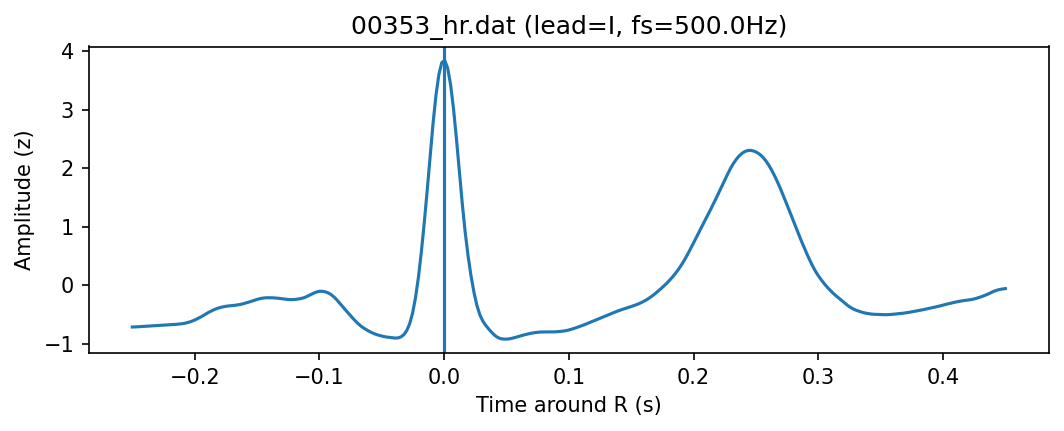 00353_hr.dat (lead=I, fs=500.0Hz)
4
3
2
1
0
−1
Amplitude (z)
−0.2 −0.1 0.0 0.1 0.2 0.3 0.4
Time around R (s)